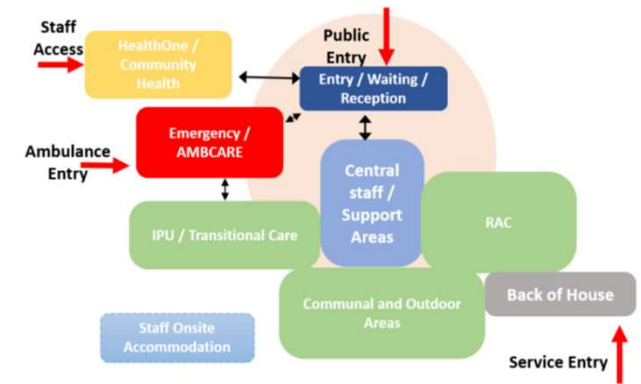 Staff
Access
HealthOne /
Community
Health
Public
Entry
Entry / Waiting /
Reception
Emergency /
AMBCARE
Ambulance
Entry
Central
staff /
Support
Areas
IPU / Transitional Care
RAC
Communal and Outdoor
Areas
Back of House
Staff Onsite
Accommodation
Service Entry